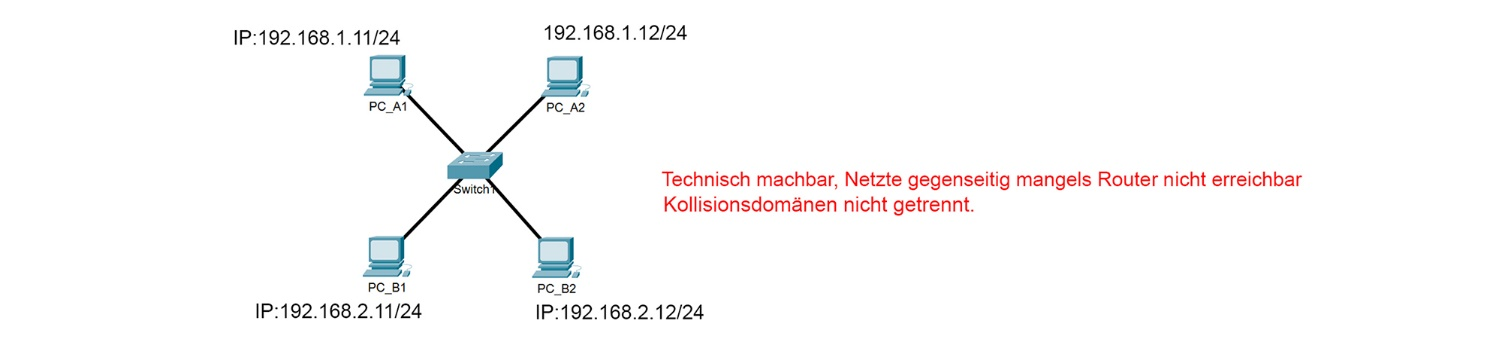 IP:192.168.1.11/24
192.168.1.12/24
PC_A1
PC_A2
Switch1
Technisch machbar, Netzte gegenseitig mangels Router nicht erreichbar
Kollisionsdomänen nicht getrennt.
PC_B1
PC_B2
IP:192.168.2.11/24
IP:192.168.2.12/24